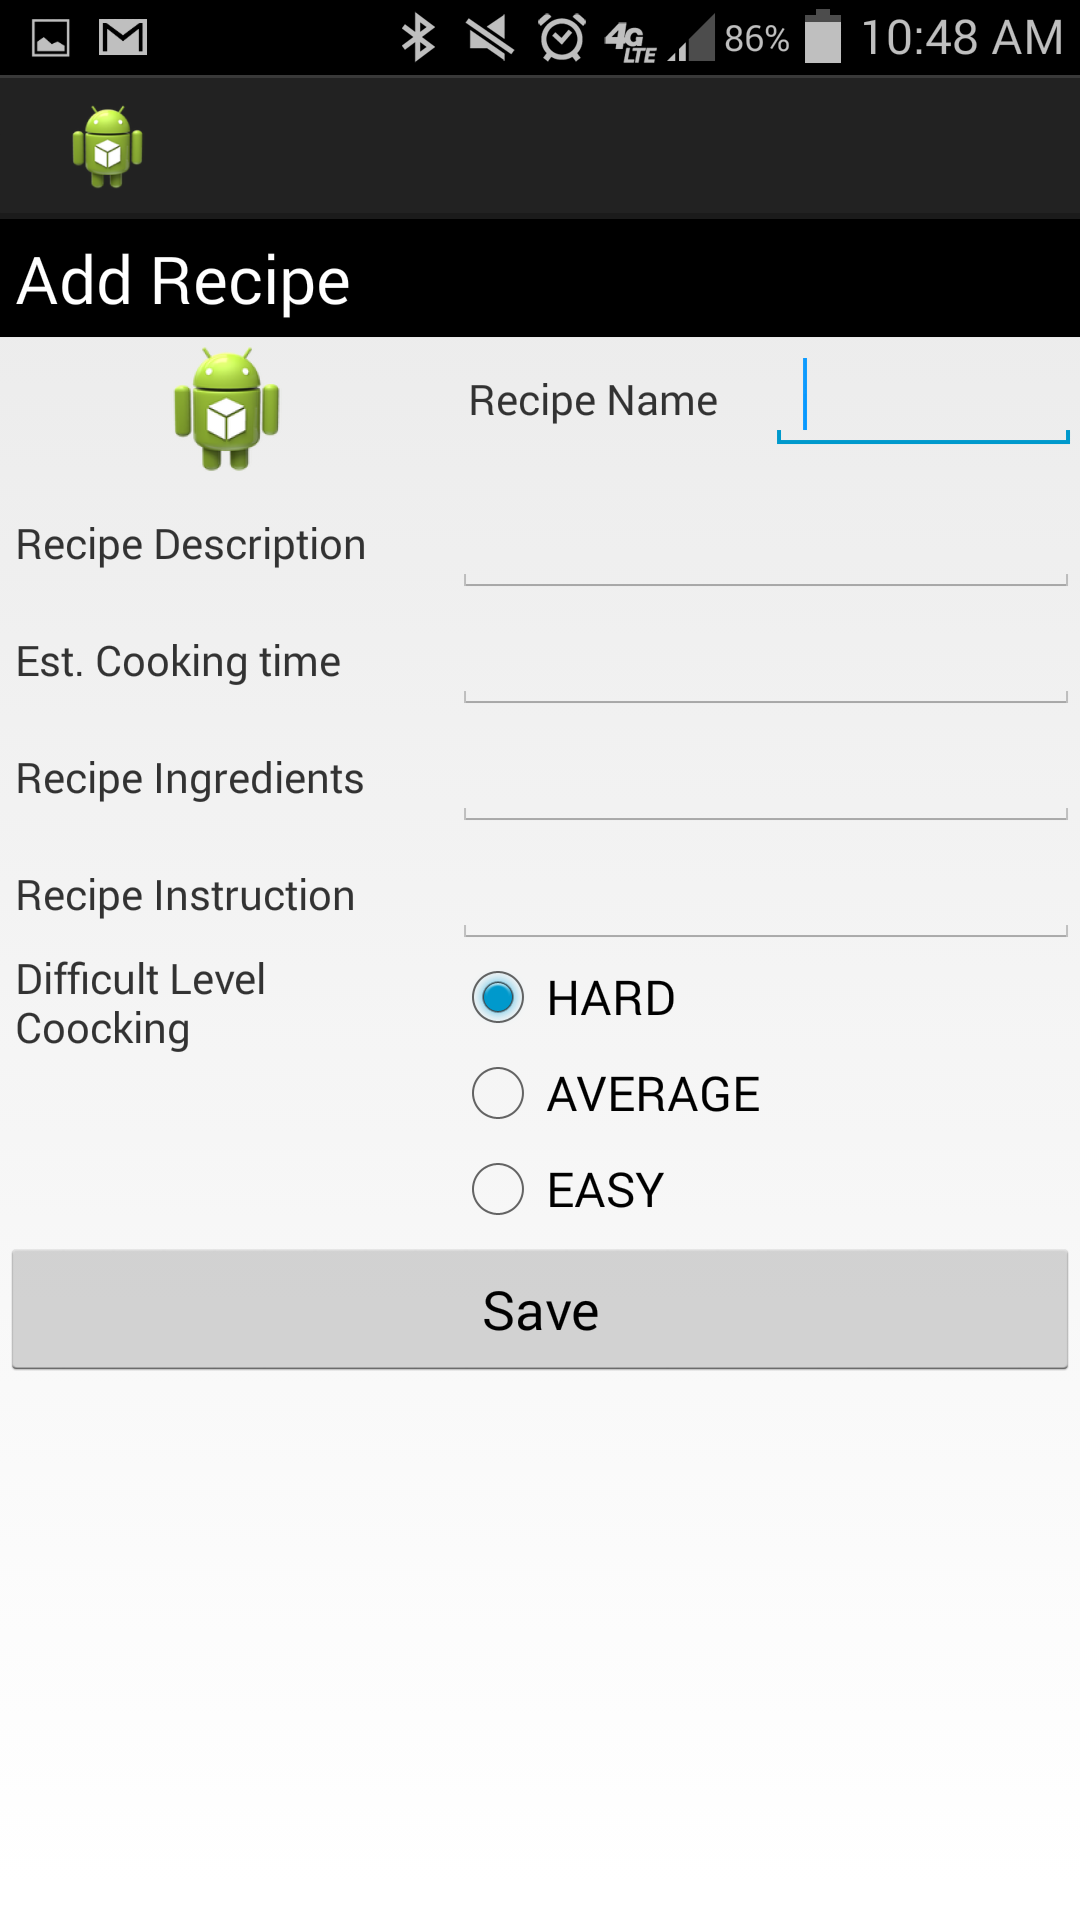 4G LTE 86% 10:48 AM
Add Recipe
Recipe Name
Recipe Description
Est. Cooking time
Recipe Ingredients
Recipe Instruction
Difficult Level
Coocking
HARD
AVERAGE
EASY
Save